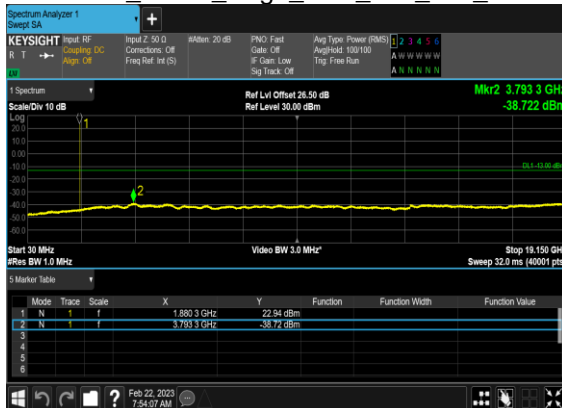 Spectrum Analyzer 1
Swept SA
KEYSIGHT
R T
LW
Input: RF
Coupling: DC
Align: Off
Input Z: 50 Ω
Corrections: Off
Freq Ref: Int (S)
#Atten: 20 dB
PNO: Fast
Gate: Off
IF Gain: Low
Sig Track: Off
Avg Type: Power (RMS)
Avg|Hold: 100/100
Trig: Free Run
1 2 3 4 5 6
A W W W W W
A N N N N N
1 Spectrum
Scale/Div 10 dB
Log
Ref Lvl Offset 26.50 dB
Ref Level 30.00 dBm
Mkr2 3.793 3 GHz
-38.722 dBm
20.0
10.0
0.00
-10.0
-20.0
-30.0
-40.0
-50.0
-60.0
1
2
DL1 -13.00 dBm
Start 30 MHz
#Res BW 1.0 MHz
Video BW 3.0 MHz*
Stop 19.150 GH
Sweep 32.0 ms (40001 pts
5 Marker Table
Mode Trace Scale X Y Function Function Width Function Value
1 N 1 f 1.880 3 GHz 22.94 dBm
2 N 1 f 3.793 3 GHz -38.72 dBm
3
4
5
6
?
Feb 22, 2023
7:54:07 AM